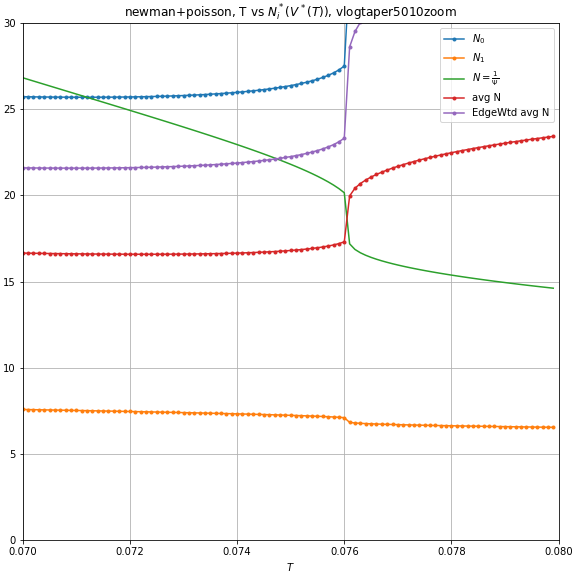 newman+poisson, T vs $N_i^*(V^*(T))$, vlogtaper5010zoom
30
25
20
15
10
5
0
0.070 0.072 0.074 0.076 0.078 0.080
T
$N_0$
$N_1$
$N = \frac{1}{\Psi}$
avg N
EdgeWtd avg N